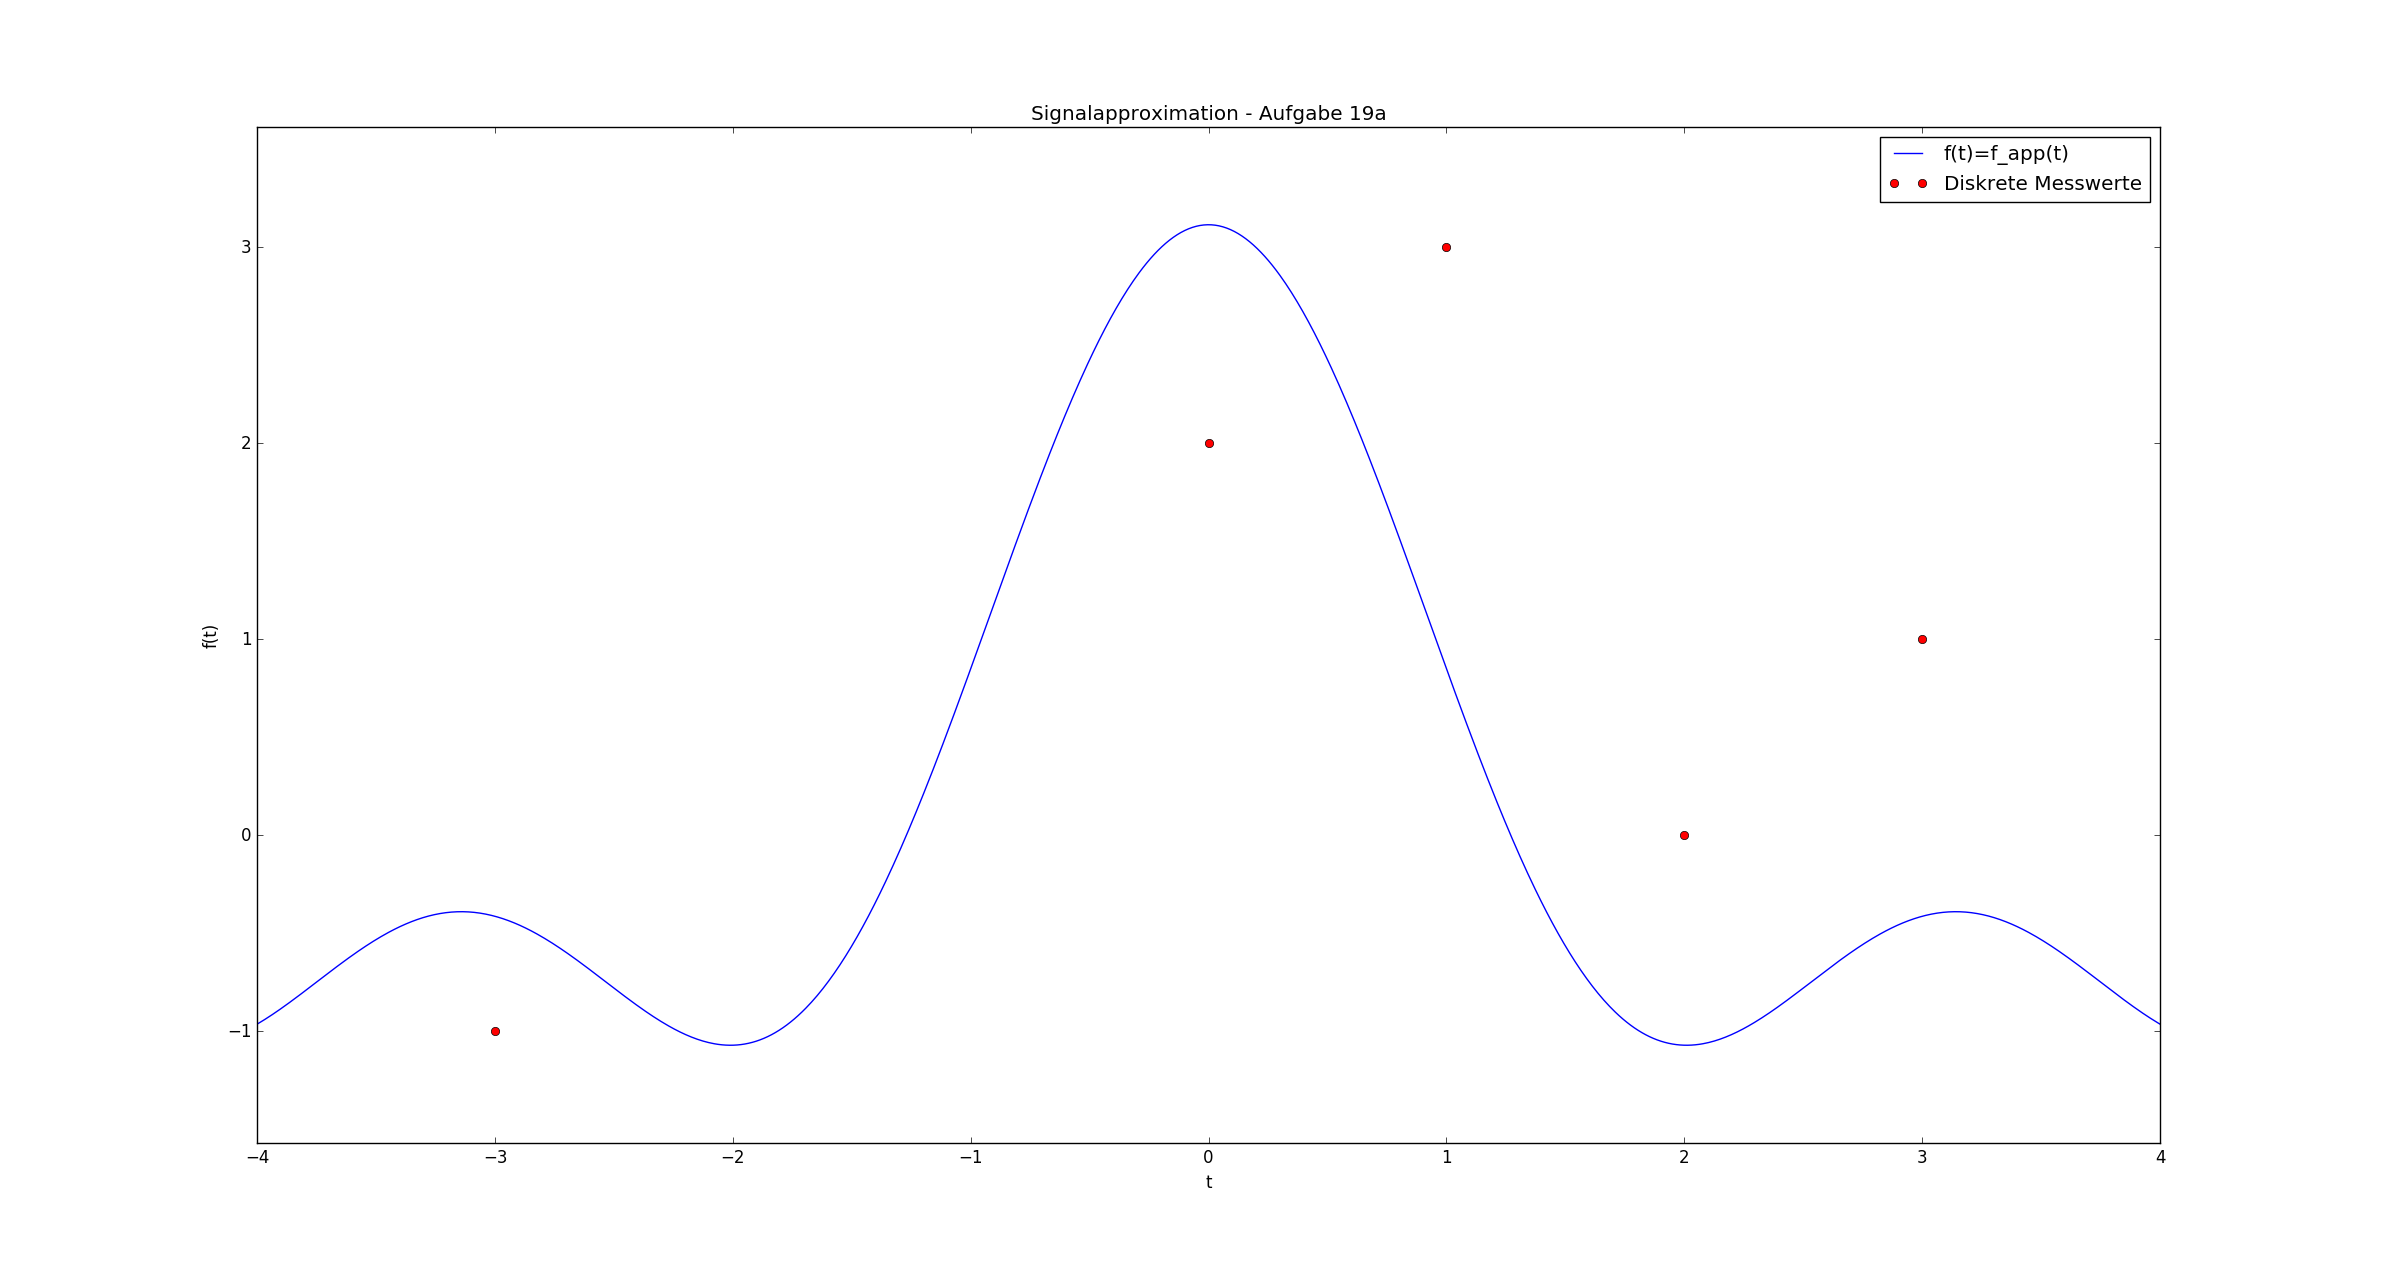 Signalapproximation - Aufgabe 19a
f(t)=f_app(t)
Diskrete Messwerte
3
2
1
0
−1
f(t)
−4 −3 −2 −1 0 1 2 3 4
t